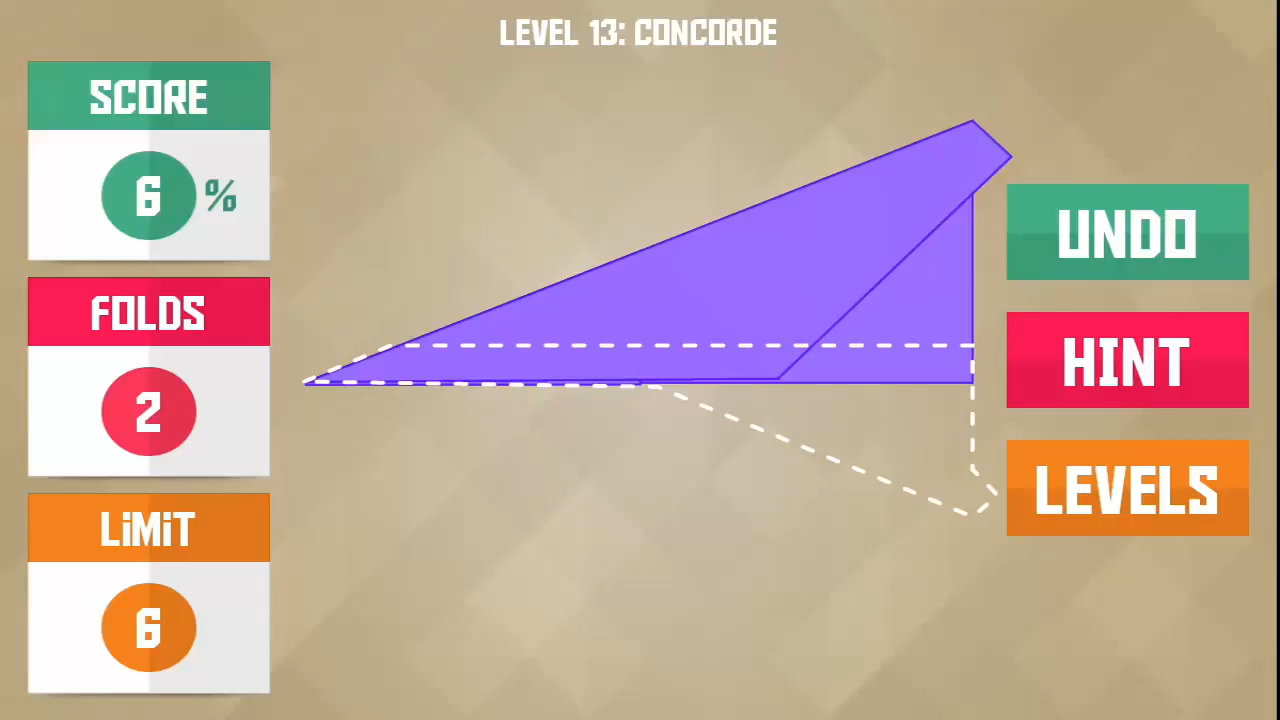 LEVEL 13: CONCORDE
SCORE
6 %
FOLDS
2
LiMiT
6
UNDO
HINT
LEVELS